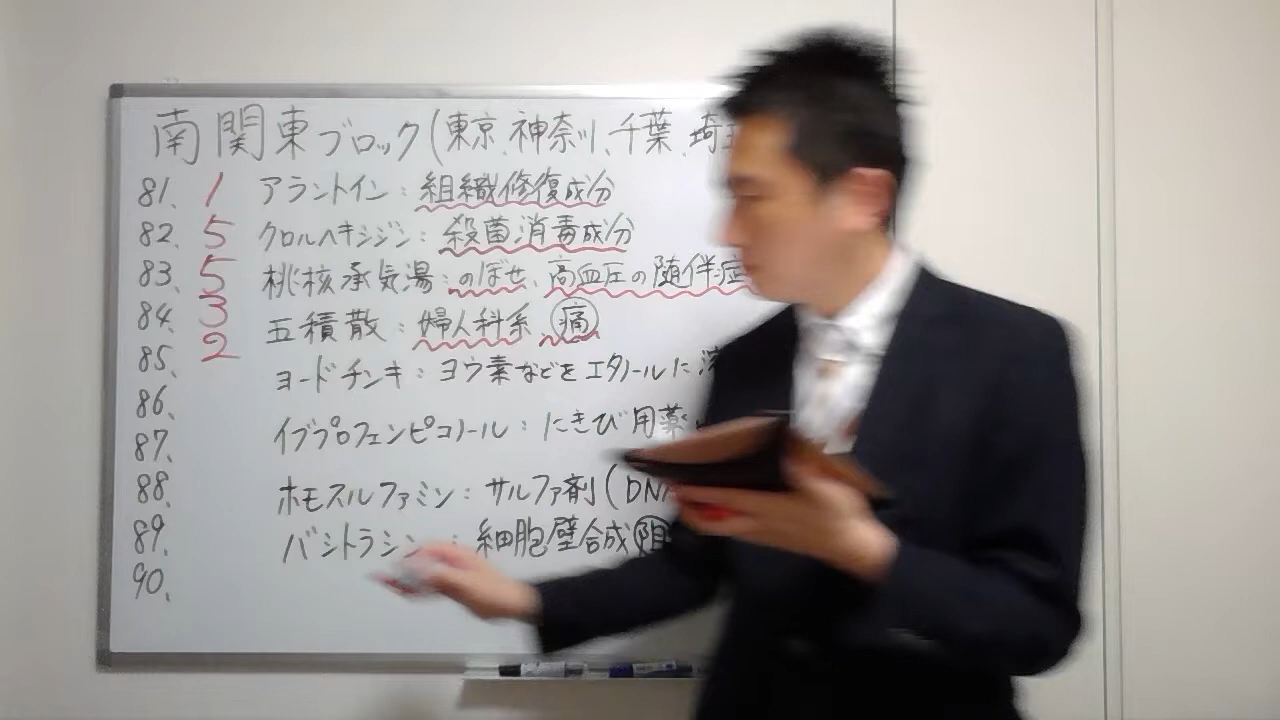 南関東ブロック(東京、神奈川、千葉、埼
81、1 アラントイン:組織修復成分
82、5 クロルヘキシジン:殺菌消毒成分
83、5 桃核承気湯:のぼせ、高血圧の随伴症
84、3 五積散:婦人科系、痛
85、2 ヨードチンキ:ヨウ素などをエタノールに溶
86、
87、 イブプロフェンピコノール:にきび用薬
88、 ホモスルファミン:サルファ剤(DNA
89、 バシトラシン:細胞壁合成阻
90、